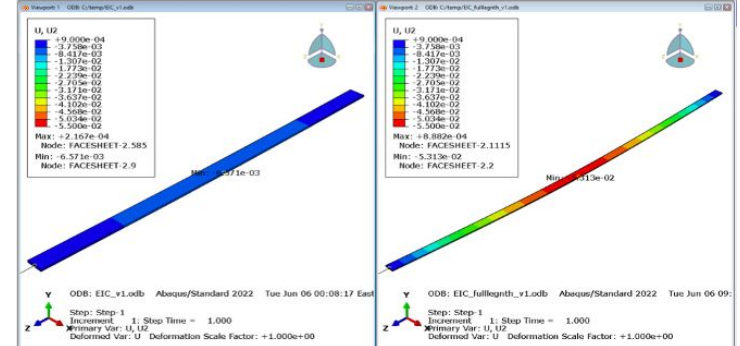 Viewport: 1 ODB: C:/temp/EIC_v1.odb
U, U2
+9.000e-04
-3.758e-03
-8.417e-03
-1.307e-02
-1.773e-02
-2.239e-02
-2.705e-02
-3.171e-02
-3.637e-02
-4.102e-02
-4.568e-02
-5.034e-02
-5.500e-02
Max: +2.167e-04
Node: FACESHEET-2.585
Min: -6.571e-03
Node: FACESHEET-2.9
Min: -6.571e-03
Y
Z
X
ODB: EIC_v1.odb Abaqus/Standard 2022 Tue Jun 06 00:08:17 East
Step: Step-1
Increment 1: Step Time = 1.000
Primary Var: U, U2
Deformed Var: U Deformation Scale Factor: +1.000e+00
Viewport: 2 ODB: C:/temp/EIC_fulllegnth_v1.odb
U, U2
+9.000e-04
-3.758e-03
-8.417e-03
-1.307e-02
-1.773e-02
-2.239e-02
-2.705e-02
-3.171e-02
-3.637e-02
-4.102e-02
-4.568e-02
-5.034e-02
-5.500e-02
Max: +8.882e-04
Node: FACESHEET-2.1115
Min: -5.313e-02
Node: FACESHEET-2.2
Min: -5.313e-02
Y
Z
X
ODB: EIC_fulllegnth_v1.odb Abaqus/Standard 2022 Tue Jun 06 09:
Step: Step-1
Increment 1: Step Time = 1.000
Primary Var: U, U2
Deformed Var: U Deformation Scale Factor: +1.000e+00